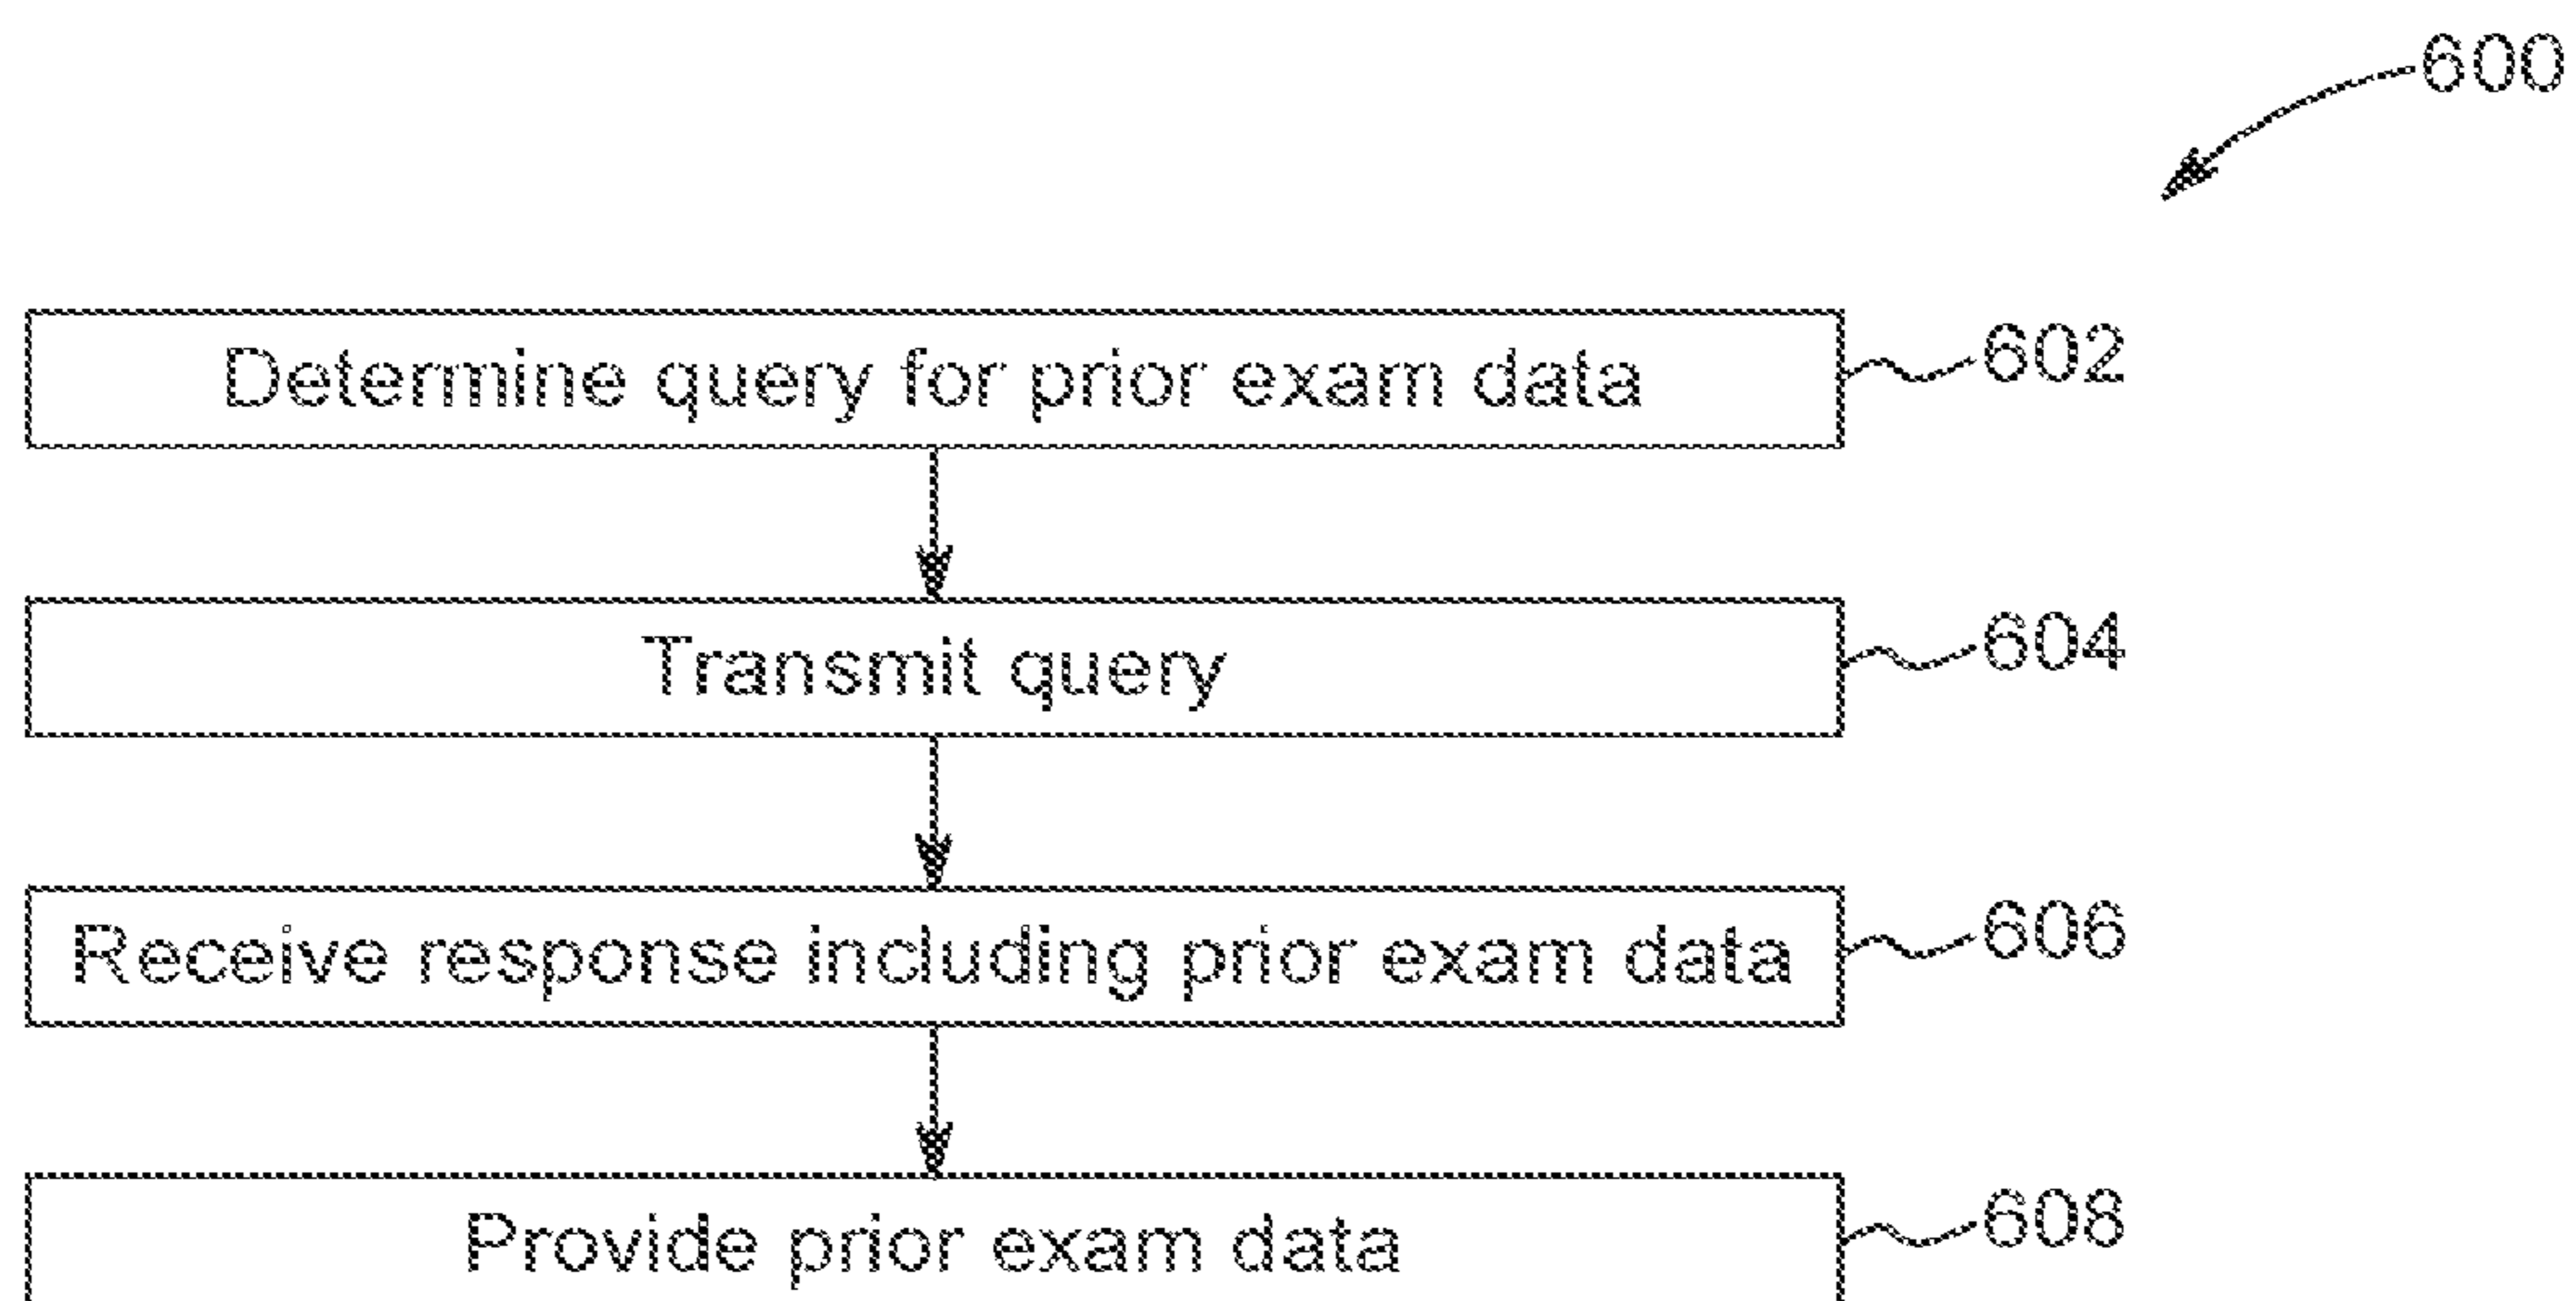 600
Determine query for prior exam data 602
Transmit query 604
Receive response including prior exam data 606
Provide prior exam data 608